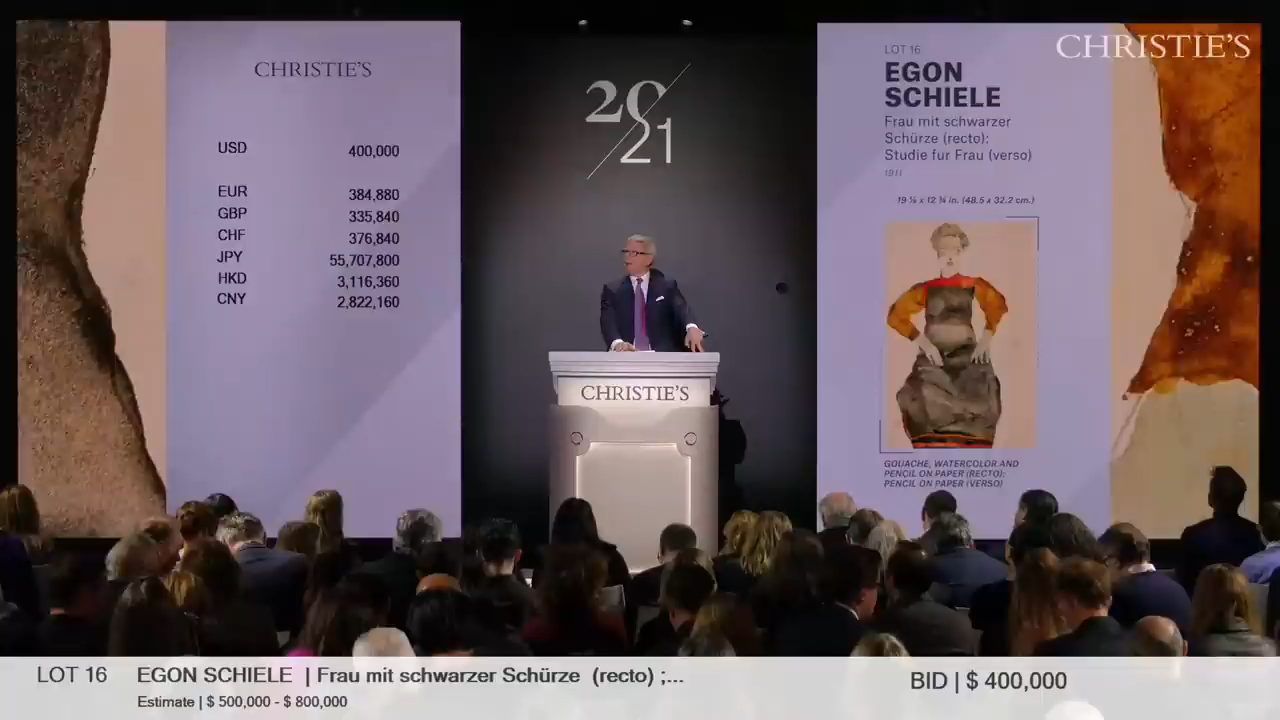 CHRISTIE'S
USD 400,000
EUR 384,880
GBP 335,840
CHF 376,840
JPY 55,707,800
HKD 3,116,360
CNY 2,822,160
20
21
CHRISTIE'S
LOT 16
CHRISTIE'S
EGON
SCHIELE
Frau mit schwarzer
Schürze (recto);
Studie fur Frau (verso)
1911
19 ⅛ x 12 ¾ in. (48.5 x 32.2 cm.)
GOUACHE, WATERCOLOR AND
PENCIL ON PAPER (RECTO);
PENCIL ON PAPER (VERSO)
LOT 16 EGON SCHIELE | Frau mit schwarzer Schürze (recto) ;...
Estimate | $ 500,000 - $ 800,000
BID | $ 400,000